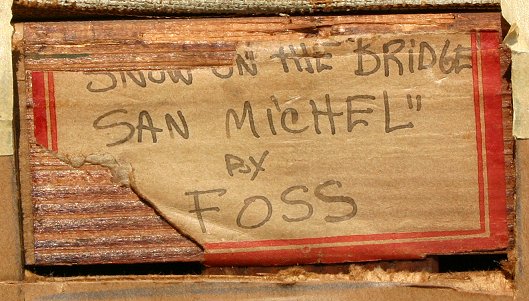 SNOW ON THE BRIDGE
SAN MICHEL"
BY
FOSS